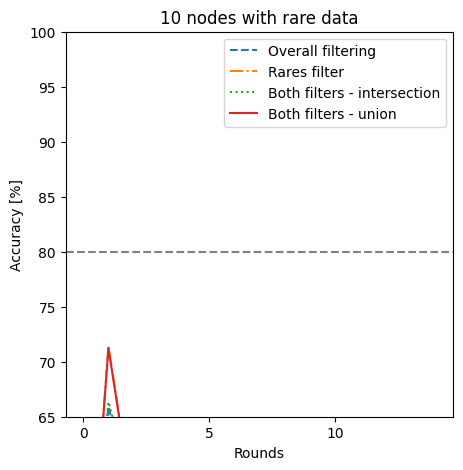 10 nodes with rare data
100
95
90
85
80
75
70
65
Accuracy [%]
Overall filtering
Rares filter
Both filters - intersection
Both filters - union
0
5
10
Rounds